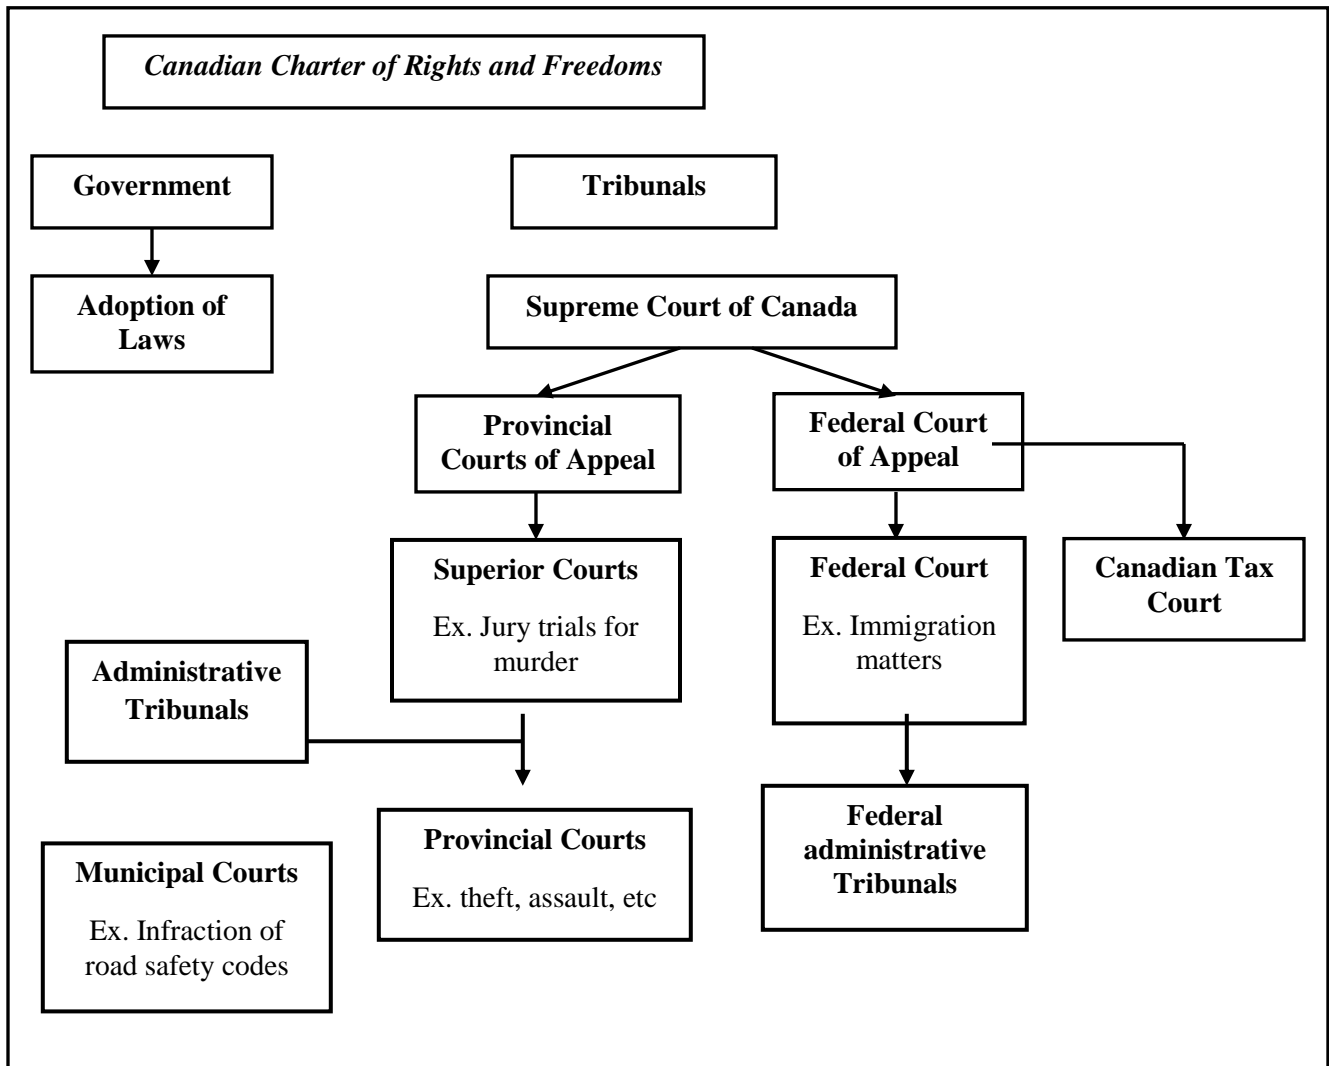 Canadian Charter of Rights and Freedoms
Government
Tribunals
Adoption of
Laws
Supreme Court of Canada
Provincial
Courts of Appeal
Federal Court
of Appeal
Superior Courts
Ex. Jury trials for
murder
Federal Court
Ex. Immigration
matters
Canadian Tax
Court
Administrative
Tribunals
Municipal Courts
Ex. Infraction of
road safety codes
Provincial Courts
Ex. theft, assault, etc
Federal
administrative
Tribunals